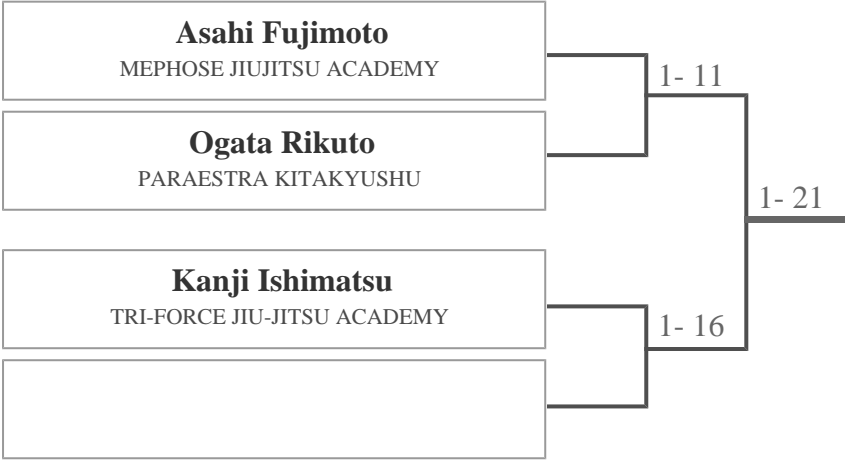 Asahi Fujimoto
MEPHOSE JIUJITSU ACADEMY
1- 11
Ogata Rikuto
PARAESTRA KITAKYUSHU
1- 21
Kanji Ishimatsu
TRI-FORCE JIU-JITSU ACADEMY
1- 16